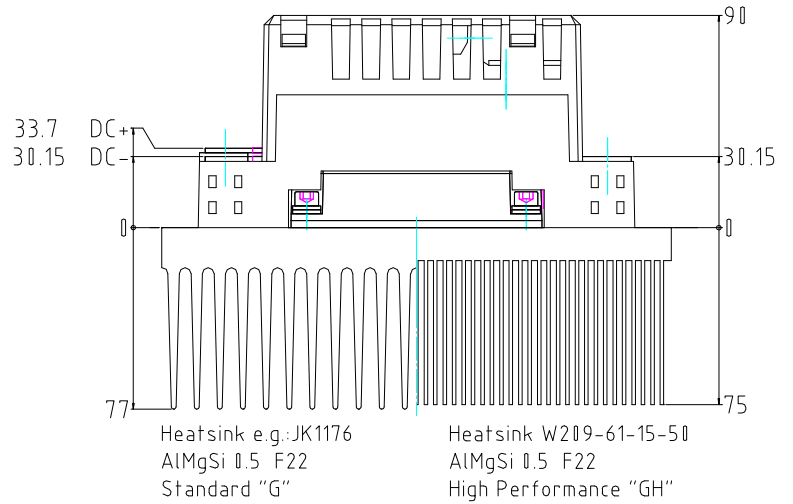 90
33.7 DC+
30.15 DC-
30.15
0
0
77
75
Heatsink e.g.:JK1176
AlMgSi 0.5 F22
Standard "G"
Heatsink W209-61-15-50
AlMgSi 0.5 F22
High Performance "GH"